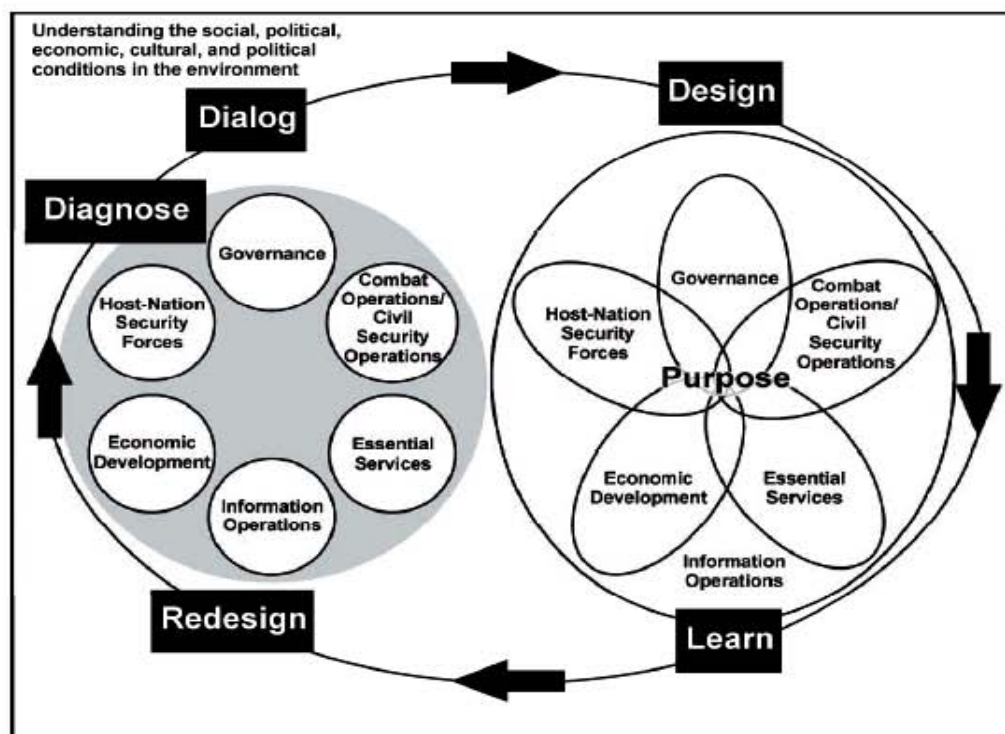 Understanding the social, political,
economic, cultural, and political
conditions in the environment
Dialog
Diagnose
Design
Governance
Host-Nation
Security
Forces
Combat
Operations/
Civil
Security
Operations
Economic
Development
Essential
Services
Information
Operations
Governance
Host-Nation
Security
Forces
Combat
Operations/
Civil
Security
Operations
Purpose
Economic
Development
Essential
Services
Information
Operations
Redesign
Learn